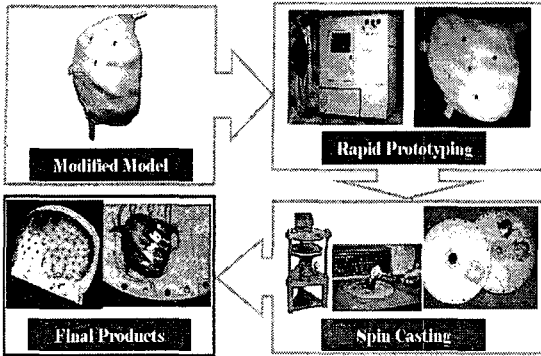 Modified Model
Rapid Prototyping
Final Products
Spin Casting